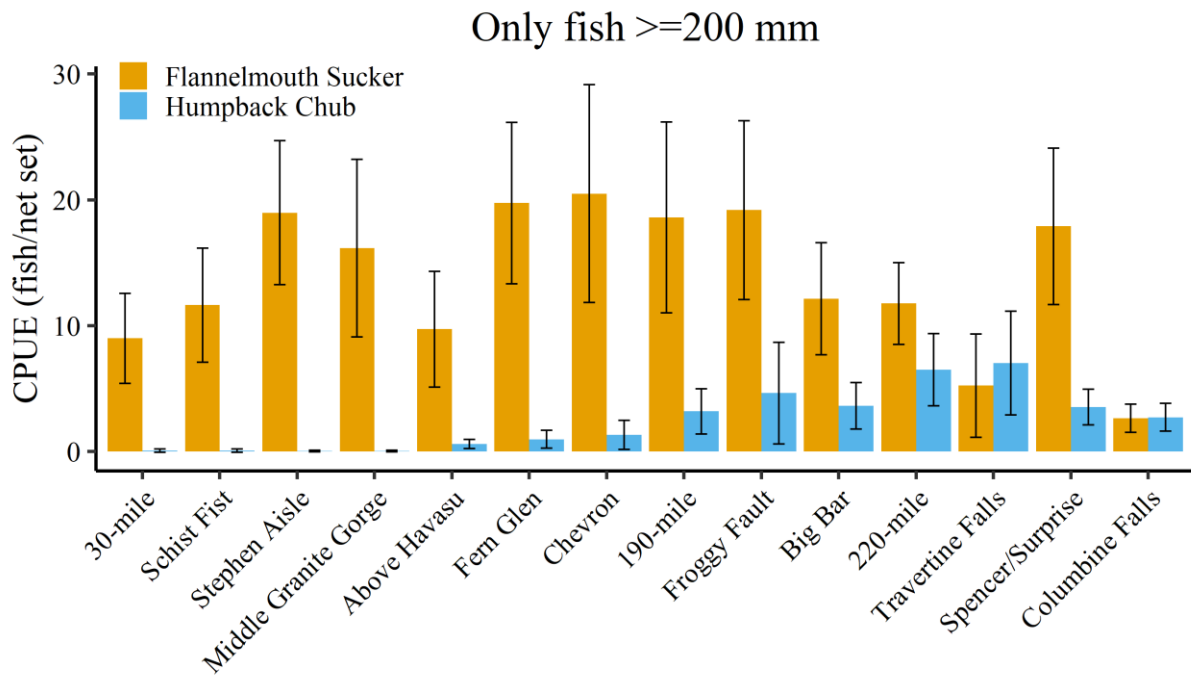 Only fish >=200 mm
Flannelmouth Sucker
Humpback Chub
CPUE (fish/net set)
30
20
10
0
30-mile
Schist Fist
Stephen Aisle
Middle Granite Gorge
Above Havasu
Fern Glen
Chevron
190-mile
Froggy Fault
Big Bar
220-mile
Travertine Falls
Spencer/Surprise
Columbine Falls